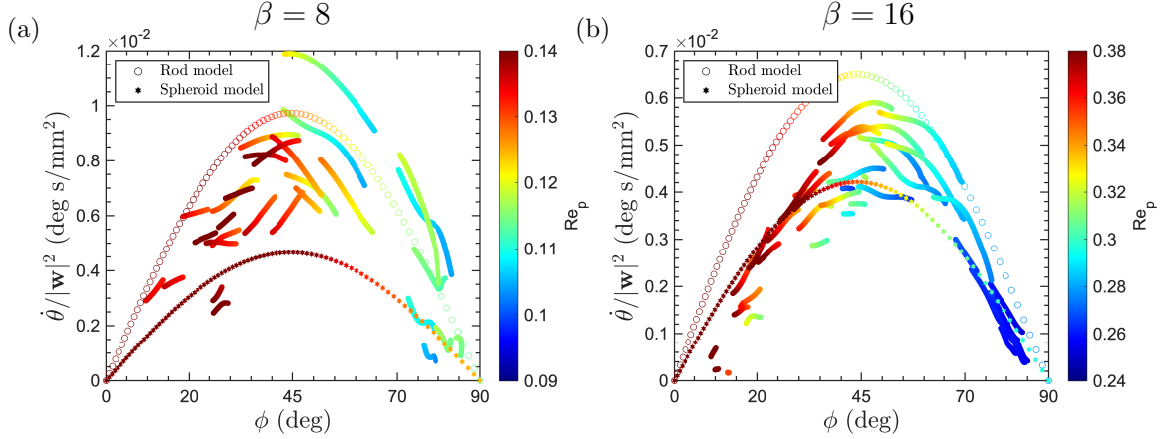 β = 8
(a)
×10⁻²
1.2
1
0.8
0.6
0.4
0.2
0
θ̇/|𝐰|² (deg s/mm²)
Rod model
Spheroid model
0
20
45
70
90
ϕ (deg)
0.14
0.13
0.12
0.11
0.1
0.09
Re_p
β = 16
(b)
×10⁻²
0.7
0.6
0.5
0.4
0.3
0.2
0.1
0
θ̇/|𝐰|² (deg s/mm²)
Rod model
Spheroid model
0
20
45
70
90
ϕ (deg)
0.38
0.36
0.34
0.32
0.3
0.28
0.26
0.24
Re_p